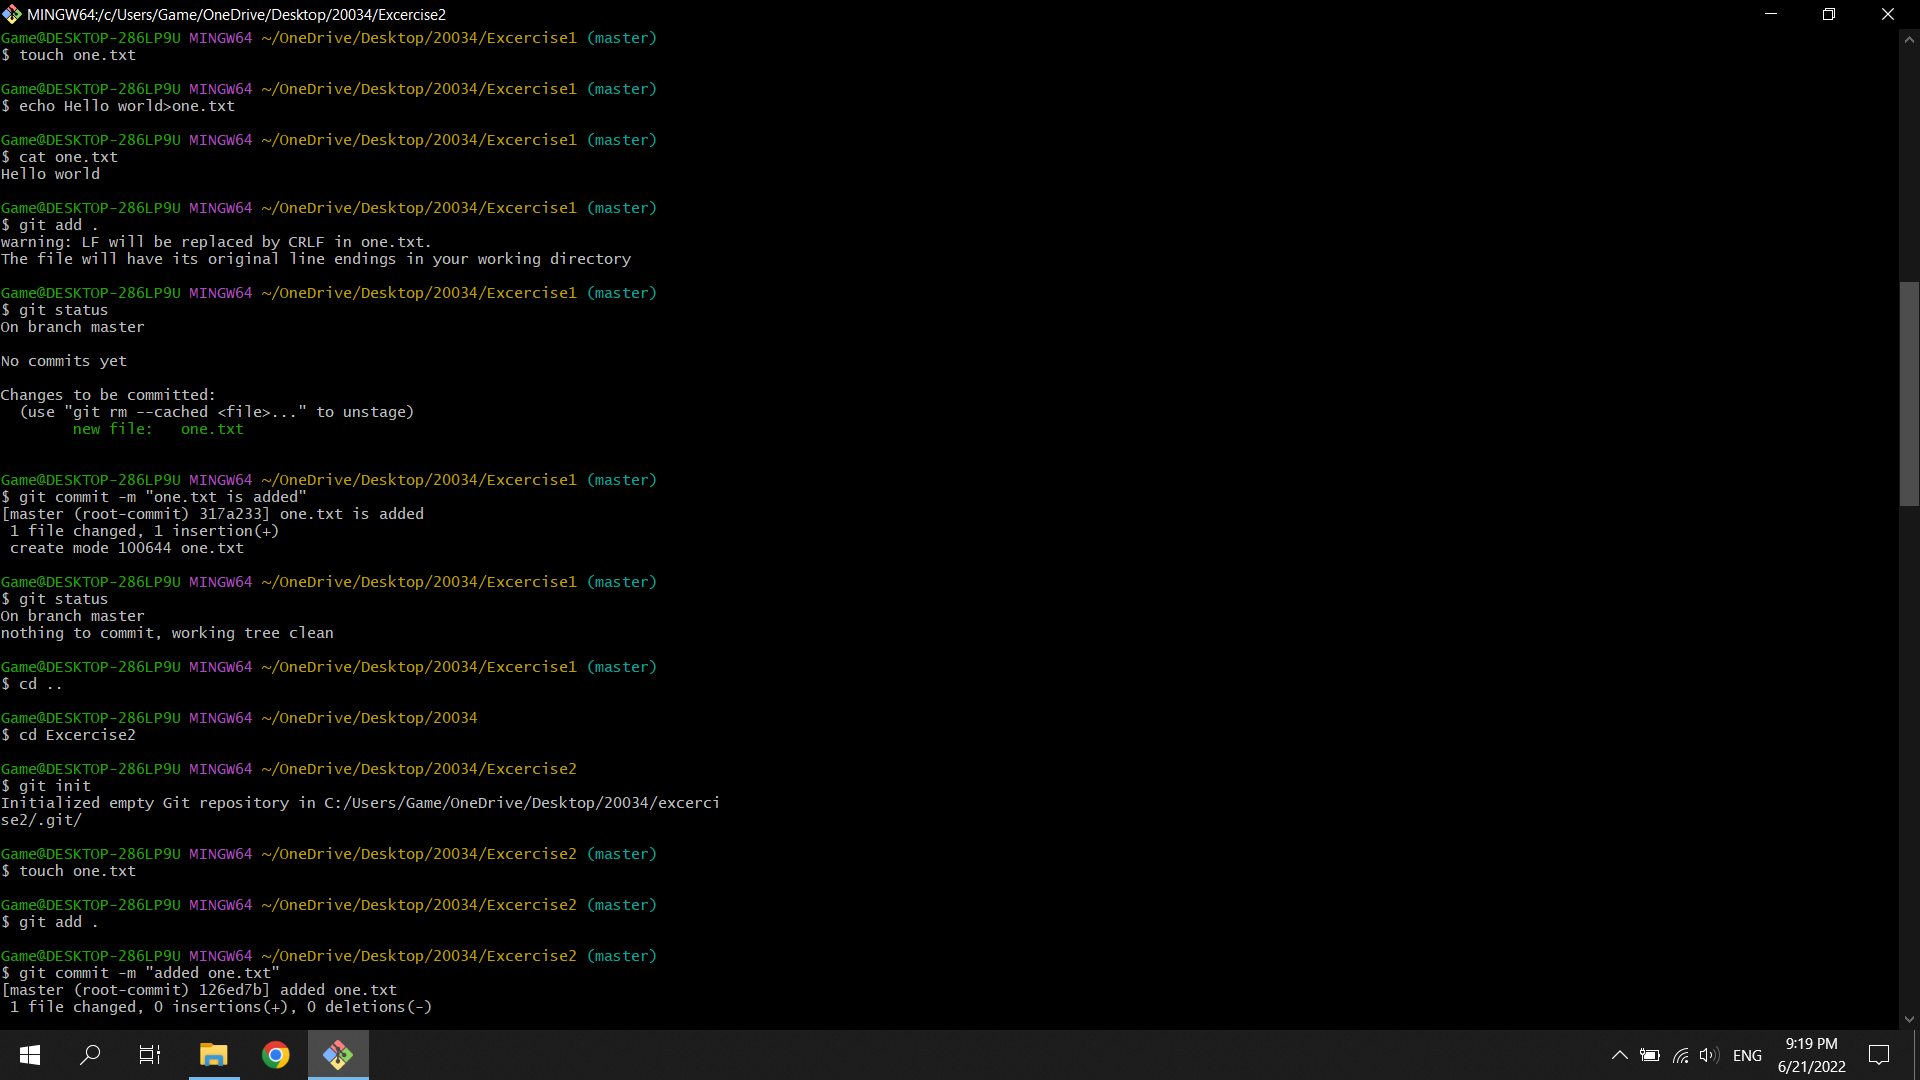 MINGW64:/c/Users/Game/OneDrive/Desktop/20034/Excercise2
Game@DESKTOP-286LP9U MINGW64 ~/OneDrive/Desktop/20034/Excercise1 (master)
$ touch one.txt
Game@DESKTOP-286LP9U MINGW64 ~/OneDrive/Desktop/20034/Excercise1 (master)
$ echo Hello world>one.txt
Game@DESKTOP-286LP9U MINGW64 ~/OneDrive/Desktop/20034/Excercise1 (master)
$ cat one.txt
Hello world
Game@DESKTOP-286LP9U MINGW64 ~/OneDrive/Desktop/20034/Excercise1 (master)
$ git add .
warning: LF will be replaced by CRLF in one.txt.
The file will have its original line endings in your working directory
Game@DESKTOP-286LP9U MINGW64 ~/OneDrive/Desktop/20034/Excercise1 (master)
$ git status
On branch master
No commits yet
Changes to be committed:
  (use "git rm --cached <file>..." to unstage)
        new file:   one.txt
Game@DESKTOP-286LP9U MINGW64 ~/OneDrive/Desktop/20034/Excercise1 (master)
$ git commit -m "one.txt is added"
[master (root-commit) 317a233] one.txt is added
 1 file changed, 1 insertion(+)
 create mode 100644 one.txt
Game@DESKTOP-286LP9U MINGW64 ~/OneDrive/Desktop/20034/Excercise1 (master)
$ git status
On branch master
nothing to commit, working tree clean
Game@DESKTOP-286LP9U MINGW64 ~/OneDrive/Desktop/20034/Excercise1 (master)
$ cd ..
Game@DESKTOP-286LP9U MINGW64 ~/OneDrive/Desktop/20034
$ cd Excercise2
Game@DESKTOP-286LP9U MINGW64 ~/OneDrive/Desktop/20034/Excercise2
$ git init
Initialized empty Git repository in C:/Users/Game/OneDrive/Desktop/20034/excerci
se2/.git/
Game@DESKTOP-286LP9U MINGW64 ~/OneDrive/Desktop/20034/Excercise2 (master)
$ touch one.txt
Game@DESKTOP-286LP9U MINGW64 ~/OneDrive/Desktop/20034/Excercise2 (master)
$ git add .
Game@DESKTOP-286LP9U MINGW64 ~/OneDrive/Desktop/20034/Excercise2 (master)
$ git commit -m "added one.txt"
[master (root-commit) 126ed7b] added one.txt
 1 file changed, 0 insertions(+), 0 deletions(-)
ENG
9:19 PM
6/21/2022